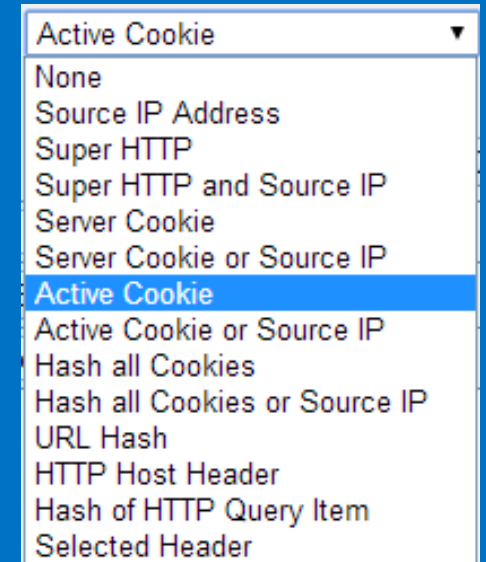 Active Cookie
None
Source IP Address
Super HTTP
Super HTTP and Source IP
Server Cookie
Server Cookie or Source IP
Active Cookie
Active Cookie or Source IP
Hash all Cookies
Hash all Cookies or Source IP
URL Hash
HTTP Host Header
Hash of HTTP Query Item
Selected Header